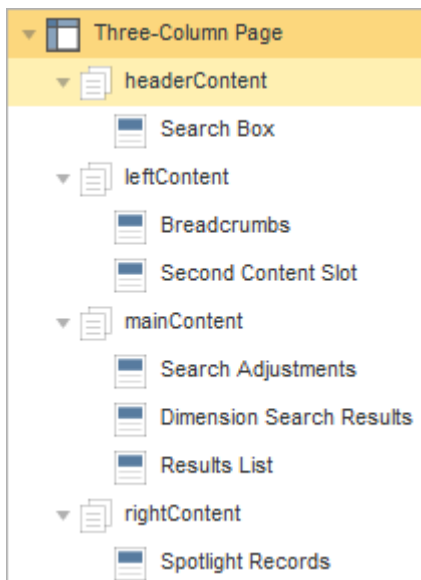 Three-Column Page
headerContent
Search Box
leftContent
Breadcrumbs
Second Content Slot
mainContent
Search Adjustments
Dimension Search Results
Results List
rightContent
Spotlight Records